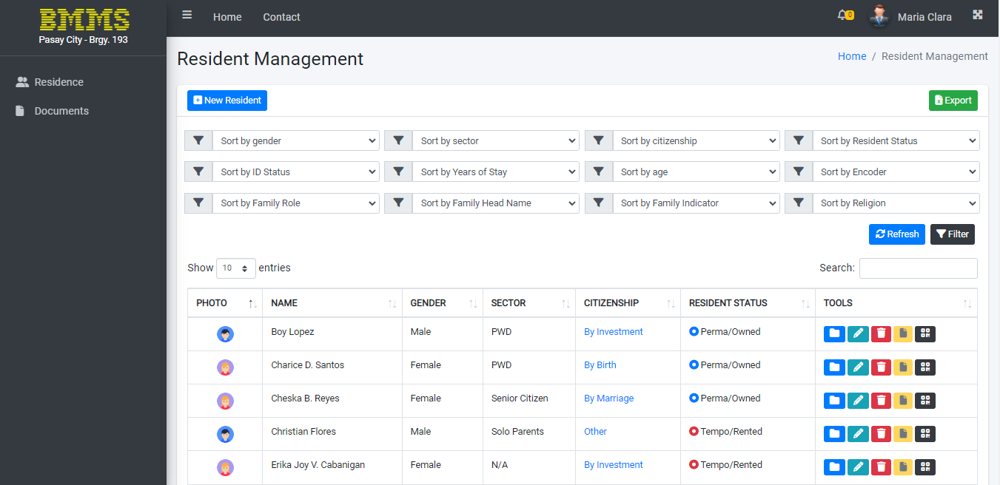 BMMS
Pasay City - Brgy. 193
Home Contact
0 Maria Clara
Residence
Documents
Resident Management
Home / Resident Management
New Resident
Export
Sort by gender Sort by sector Sort by citizenship Sort by Resident Status
Sort by ID Status Sort by Years of Stay Sort by age Sort by Encoder
Sort by Family Role Sort by Family Head Name Sort by Family Indicator Sort by Religion
Refresh Filter
Show 10 entries Search:
PHOTO NAME GENDER SECTOR CITIZENSHIP RESIDENT STATUS TOOLS
Boy Lopez Male PWD By Investment Perma/Owned
Charice D. Santos Female PWD By Birth Perma/Owned
Cheska B. Reyes Female Senior Citizen By Marriage Perma/Owned
Christian Flores Male Solo Parents Other Tempo/Rented
Erika Joy V. Cabanigan Female N/A By Investment Tempo/Rented